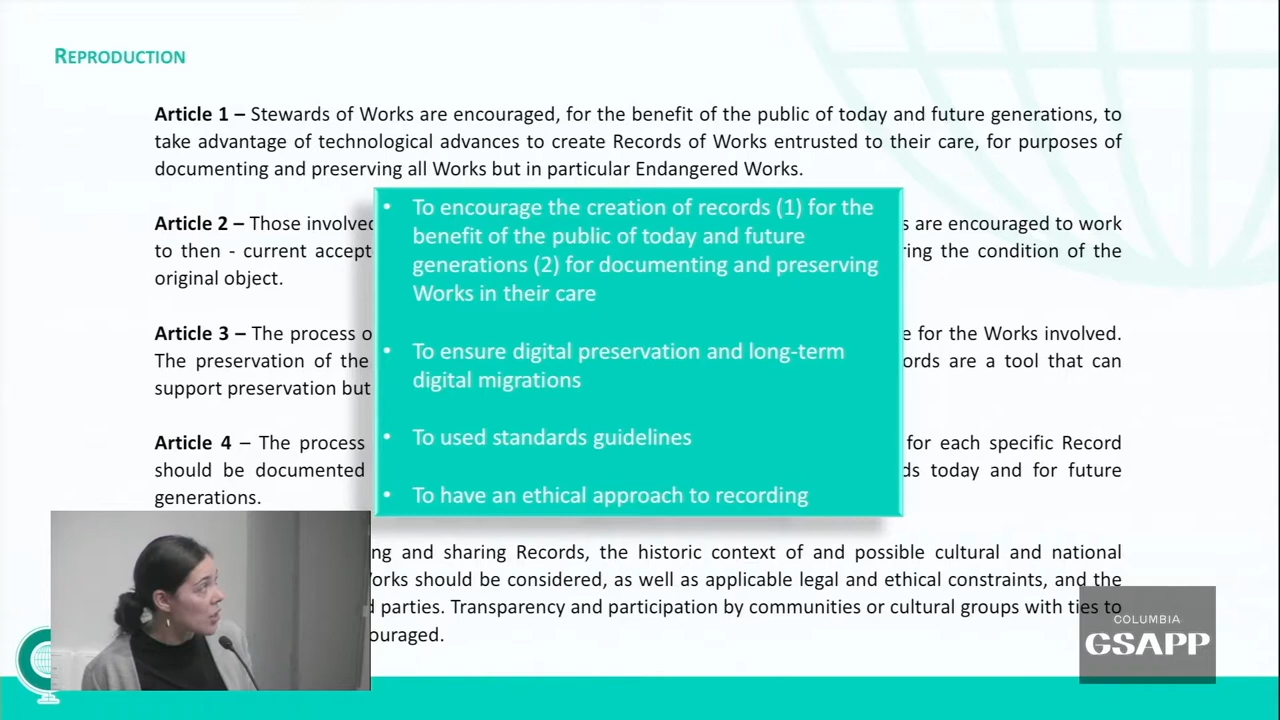 REPRODUCTION
Article 1 – Stewards of Works are encouraged, for the benefit of the public of today and future generations, to
take advantage of technological advances to create Records of Works entrusted to their care, for purposes of
documenting and preserving all Works but in particular Endangered Works.
Article 2 – Those involved
s are encouraged to work
to then - current accept
ring the condition of the
original object.
Article 3 – The process o
e for the Works involved.
The preservation of the
ords are a tool that can
support preservation but
Article 4 – The process
for each specific Record
should be documented
ds today and for future
generations.
• To encourage the creation of records (1) for the
benefit of the public of today and future
generations (2) for documenting and preserving
Works in their care
• To ensure digital preservation and long-term
digital migrations
• To used standards guidelines
• To have an ethical approach to recording
ng and sharing Records, the historic context of and possible cultural and national
Works should be considered, as well as applicable legal and ethical constraints, and the
d parties. Transparency and participation by communities or cultural groups with ties to
couraged.
COLUMBIA
GSAPP